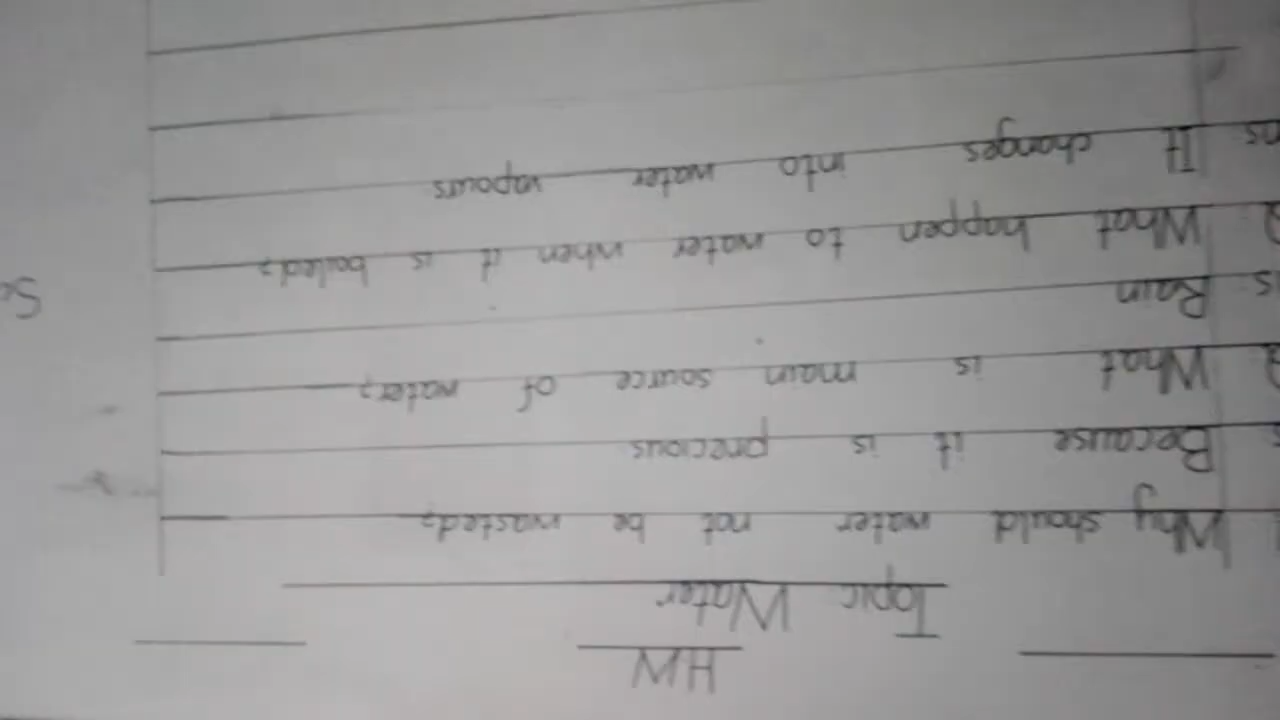 HW
Topic: Water
Why should water not be wasted?
Because it is precious
Q What is main source of water?
Rain
Q. What happen to water when it is boiled?
ns It changes into water vapours